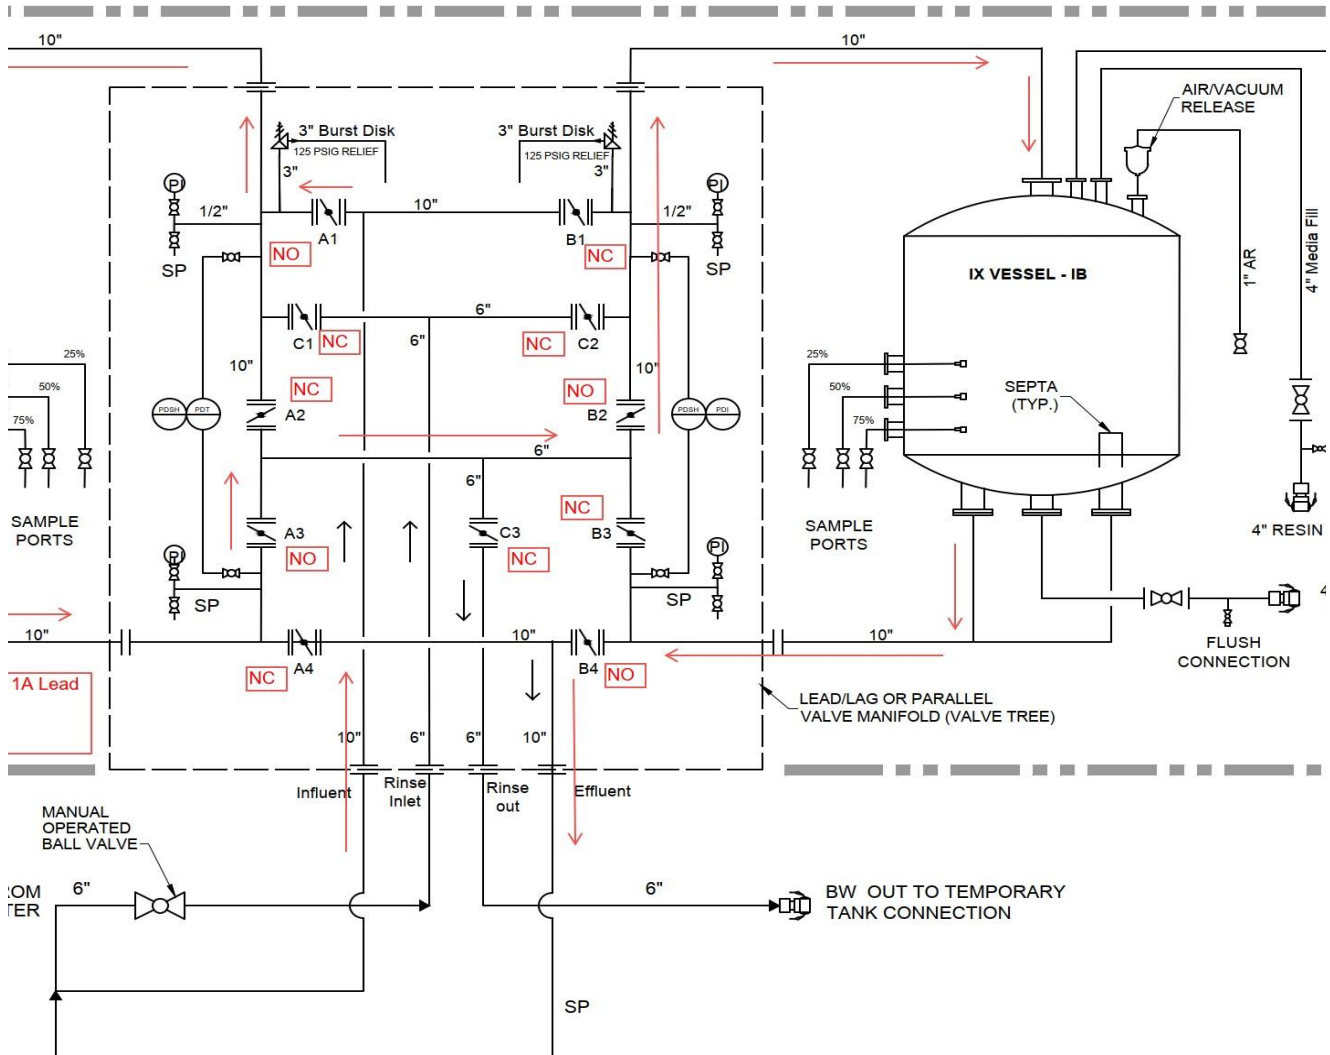 10"
10"
AIR/VACUUM
RELEASE
3" Burst Disk
3" Burst Disk
125 PSIG RELIEF
125 PSIG RELIEF
3"
3"
PI
PI
1/2"
10"
1/2"
A1
B1
NO
NC
SP
SP
IX VESSEL - IB
1" AR
4" Media Fill
6"
6"
C1
NC
NC
C2
25%
50%
75%
10"
NC
A2
PDSH
PDT
NO
B2
10"
PDSH
PDI
25%
50%
75%
SEPTA
(TYP.)
6"
6"
NC
SAMPLE
PORTS
A3
NO
C3
NC
B3
SAMPLE
PORTS
4" RESIN
PI
PI
SP
SP
10"
10"
10"
4
A4
NC
B4
NO
FLUSH
CONNECTION
1A Lead
LEAD/LAG OR PARALLEL
VALVE MANIFOLD (VALVE TREE)
10"
6"
6"
10"
Influent
Rinse
Inlet
Rinse
out
Effluent
MANUAL
OPERATED
BALL VALVE
ROM
TER
6"
6"
BW OUT TO TEMPORARY
TANK CONNECTION
SP